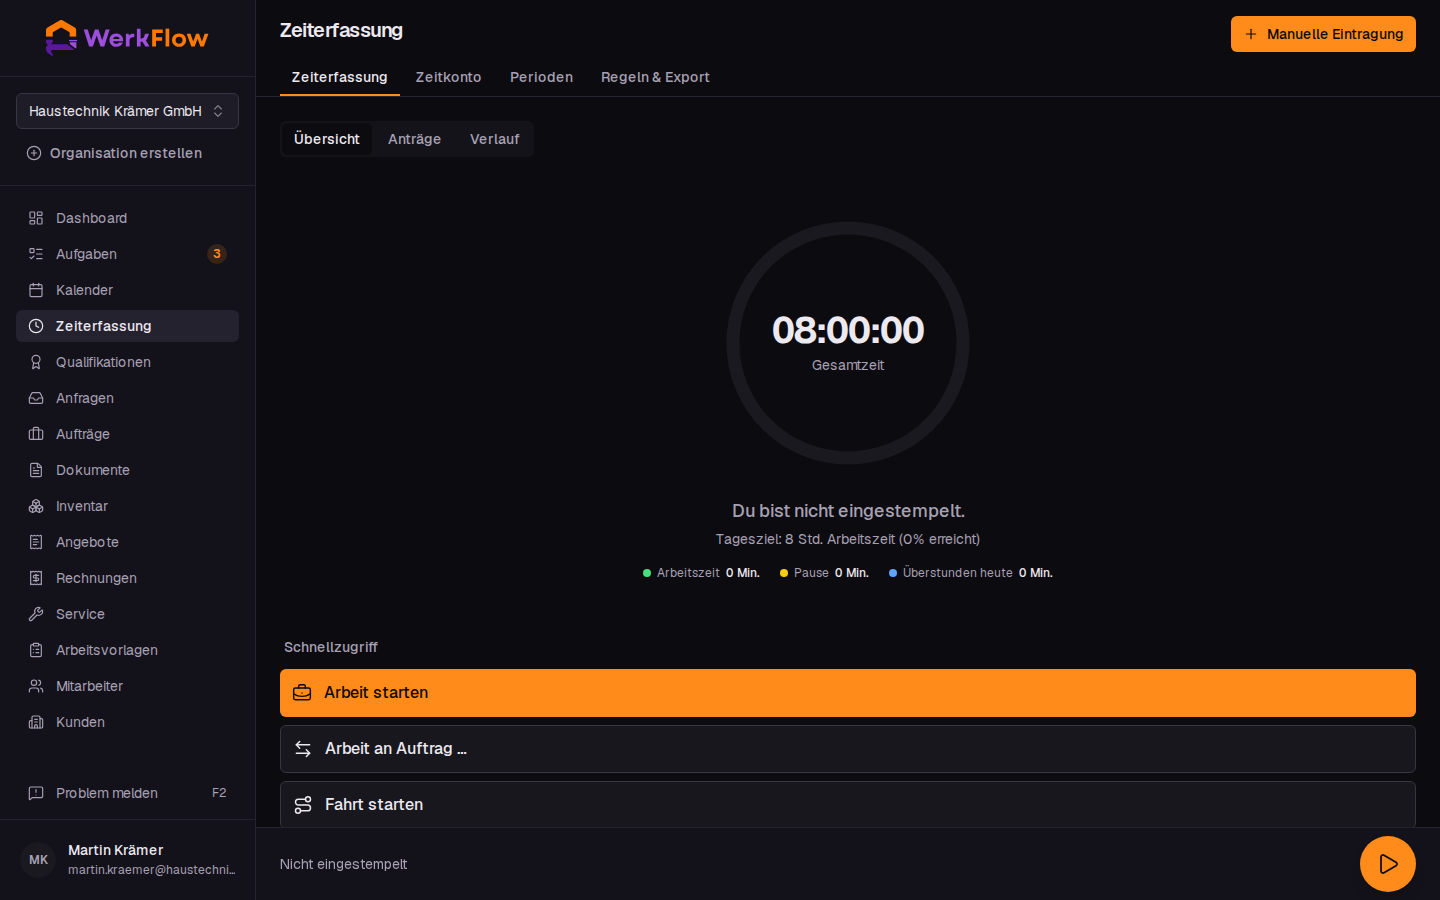 WerkFlow
Haustechnik Krämer GmbH
Organisation erstellen
Dashboard
Aufgaben 3
Kalender
Zeiterfassung
Qualifikationen
Anfragen
Aufträge
Dokumente
Inventar
Angebote
Rechnungen
Service
Arbeitsvorlagen
Mitarbeiter
Kunden
Problem melden F2
MK
Martin Krämer
martin.kraemer@haustechni...
Zeiterfassung
Manuelle Eintragung
Zeiterfassung Zeitkonto Perioden Regeln & Export
Übersicht Anträge Verlauf
08:00:00
Gesamtzeit
Du bist nicht eingestempelt.
Tagesziel: 8 Std. Arbeitszeit (0% erreicht)
Arbeitszeit 0 Min. Pause 0 Min. Überstunden heute 0 Min.
Schnellzugriff
Arbeit starten
Arbeit an Auftrag ...
Fahrt starten
Nicht eingestempelt